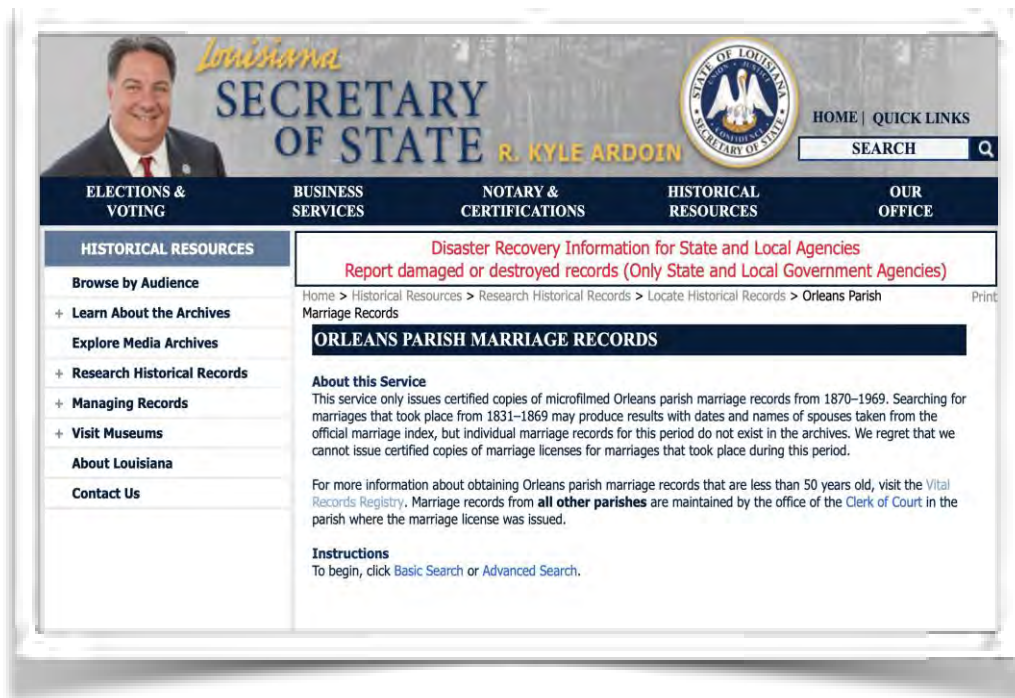 Louisiana
SECRETARY
OF STATE R. KYLE ARDOIN
STATE OF LOUISIANA
UNION JUSTICE
CONFIDENCE
SECRETARY OF STATE
HOME | QUICK LINKS
SEARCH
ELECTIONS &
VOTING
BUSINESS
SERVICES
NOTARY &
CERTIFICATIONS
HISTORICAL
RESOURCES
OUR
OFFICE
HISTORICAL RESOURCES
Browse by Audience
+ Learn About the Archives
Explore Media Archives
+ Research Historical Records
+ Managing Records
+ Visit Museums
About Louisiana
Contact Us
Disaster Recovery Information for State and Local Agencies
Report damaged or destroyed records (Only State and Local Government Agencies)
Home > Historical Resources > Research Historical Records > Locate Historical Records > Orleans Parish
Marriage Records
Print
ORLEANS PARISH MARRIAGE RECORDS
About this Service
This service only issues certified copies of microfilmed Orleans parish marriage records from 1870–1969. Searching for
marriages that took place from 1831–1869 may produce results with dates and names of spouses taken from the
official marriage index, but individual marriage records for this period do not exist in the archives. We regret that we
cannot issue certified copies of marriage licenses for marriages that took place during this period.
For more information about obtaining Orleans parish marriage records that are less than 50 years old, visit the Vital
Records Registry. Marriage records from all other parishes are maintained by the office of the Clerk of Court in the
parish where the marriage license was issued.
Instructions
To begin, click Basic Search or Advanced Search.